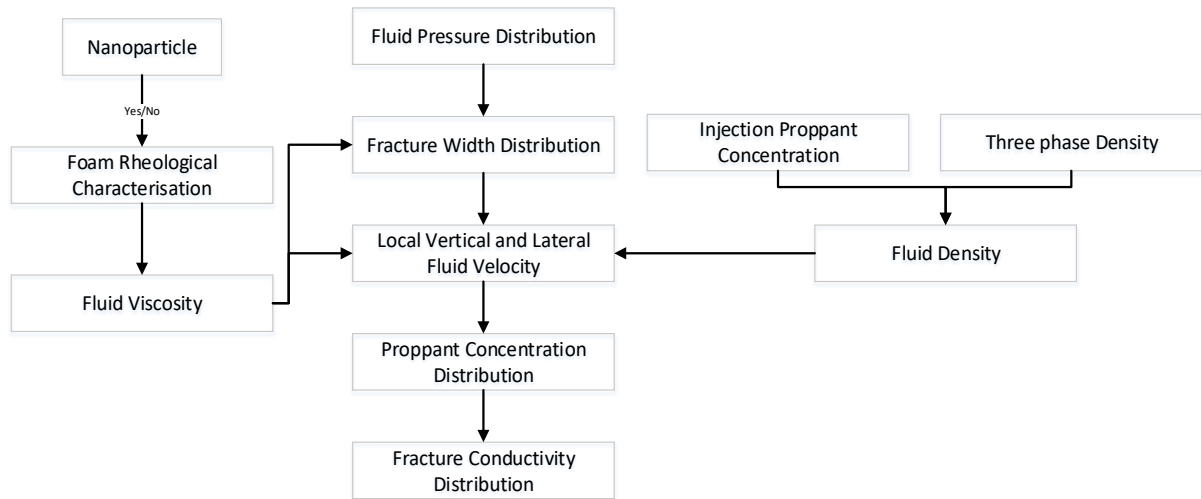 Nanoparticle
Yes/No
Foam Rheological
Characterisation
Fluid Viscosity
Fluid Pressure Distribution
Fracture Width Distribution
Local Vertical and Lateral
Fluid Velocity
Proppant Concentration
Distribution
Fracture Conductivity
Distribution
Injection Proppant
Concentration
Three phase Density
Fluid Density